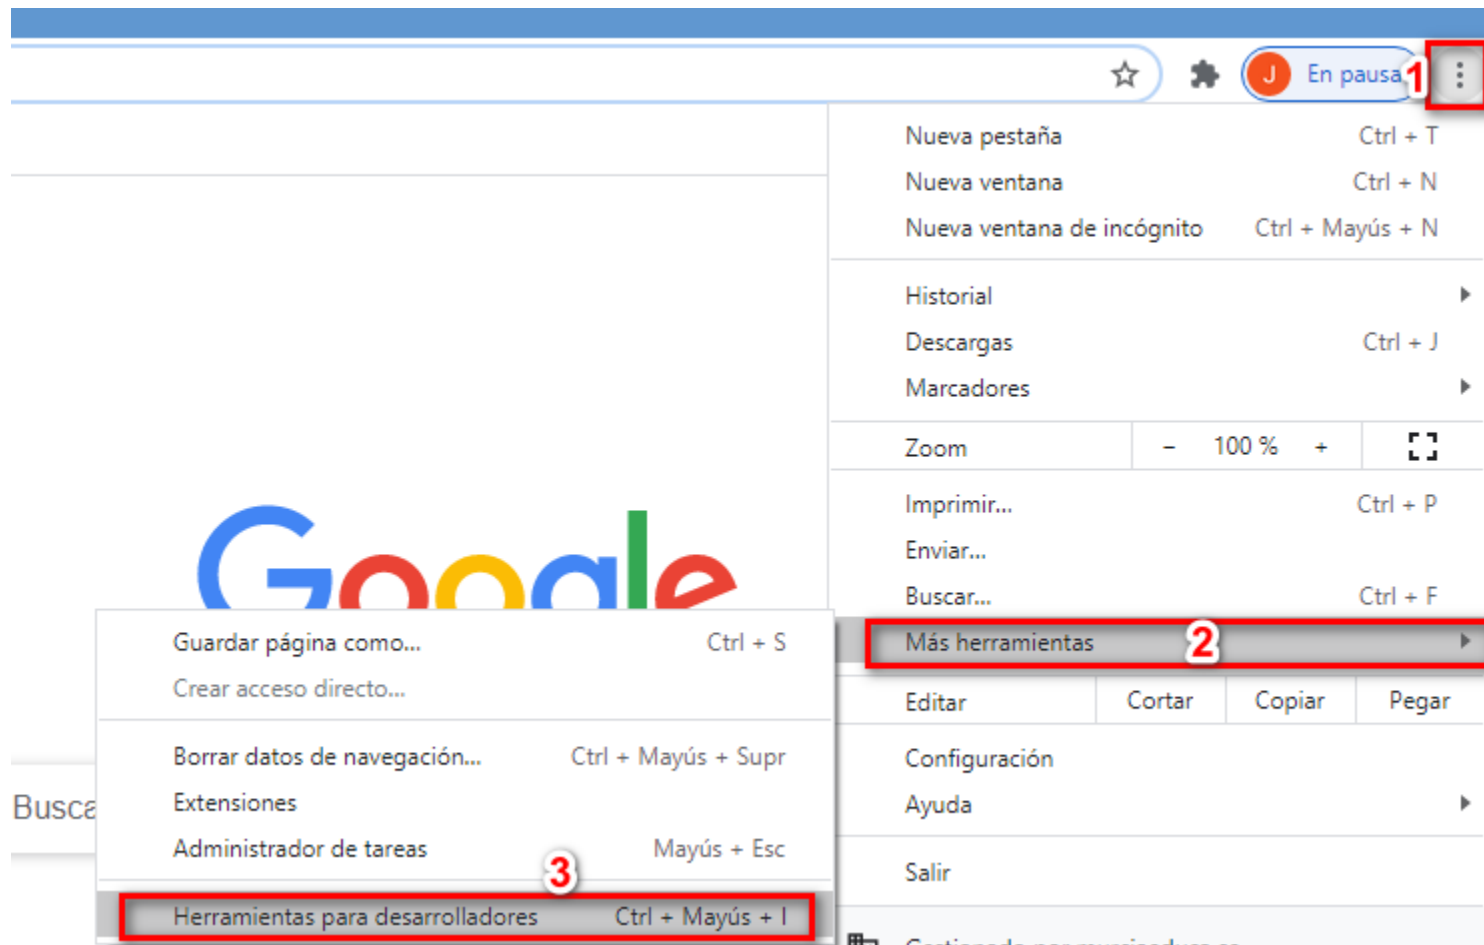 J En pausa 1
Nueva pestaña Ctrl + T
Nueva ventana Ctrl + N
Nueva ventana de incógnito Ctrl + Mayús + N
Historial
Descargas Ctrl + J
Marcadores
Zoom - 100 % +
Imprimir... Ctrl + P
Enviar...
Buscar... Ctrl + F
Más herramientas 2
Editar Cortar Copiar Pegar
Configuración
Ayuda
Salir
Google
Guardar página como... Ctrl + S
Crear acceso directo...
Borrar datos de navegación... Ctrl + Mayús + Supr
Extensiones
Administrador de tareas Mayús + Esc
3
Herramientas para desarrolladores Ctrl + Mayús + I
Busca